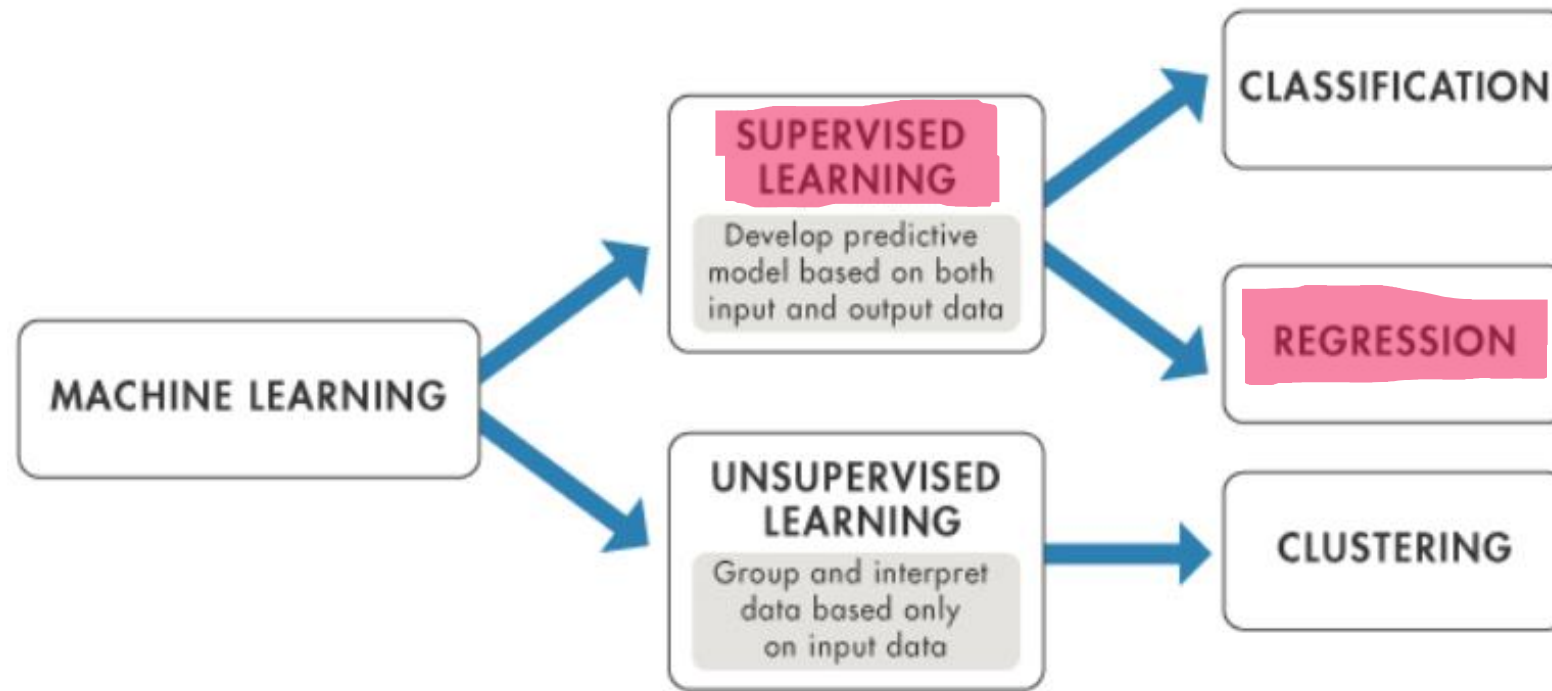 MACHINE LEARNING
SUPERVISED
LEARNING
Develop predictive
model based on both
input and output data
UNSUPERVISED
LEARNING
Group and interpret
data based only
on input data
CLASSIFICATION
REGRESSION
CLUSTERING